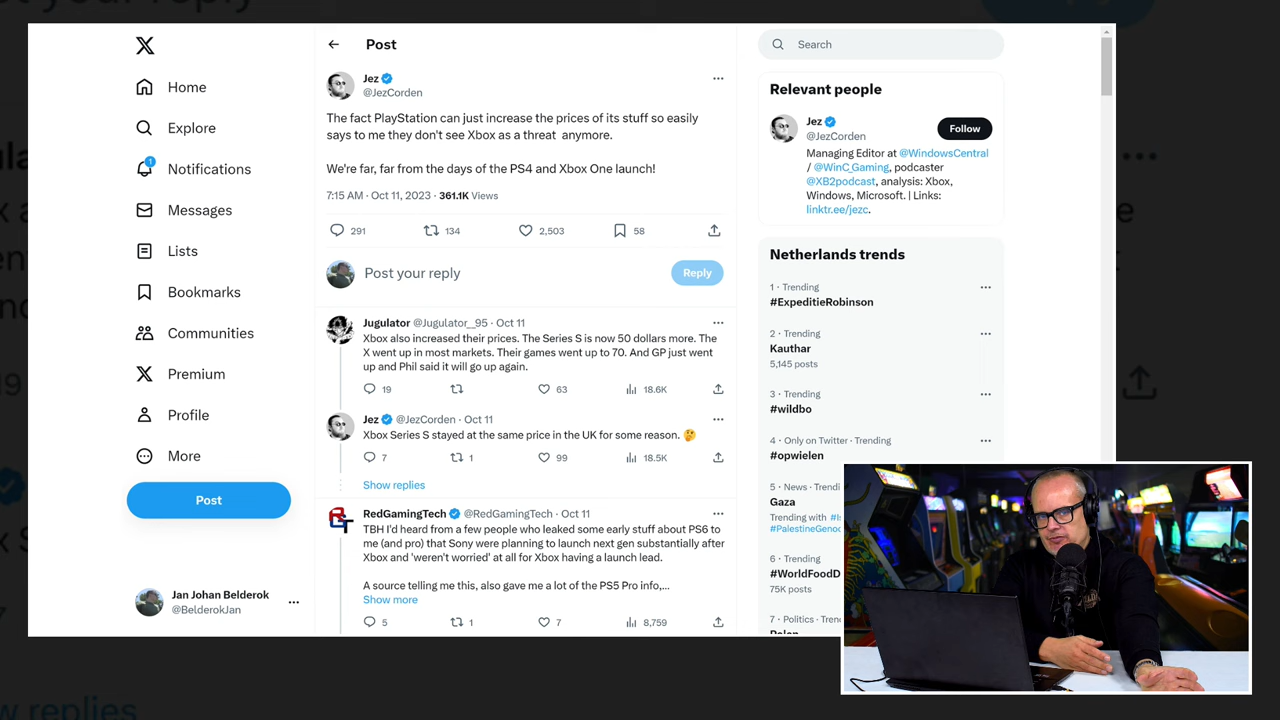 Home
Explore
1
Notifications
Messages
Lists
Bookmarks
Communities
Premium
Profile
More
Post
Jan Johan Belderok
@BelderokJan
Post
Jez
@JezCorden
The fact PlayStation can just increase the prices of its stuff so easily
says to me they don't see Xbox as a threat anymore.
We're far, far from the days of the PS4 and Xbox One launch!
7:15 AM · Oct 11, 2023 · 361.1K Views
291 134 2,503 58
Post your reply
Reply
Jugulator @Jugulator__95 · Oct 11
Xbox also increased their prices. The Series S is now 50 dollars more. The
X went up in most markets. Their games went up to 70. And GP just went
up and Phil said it will go up again.
19 63 18.6K
Jez @JezCorden · Oct 11
Xbox Series S stayed at the same price in the UK for some reason. 🤔
7 1 99 18.5K
Show replies
RedGamingTech @RedGamingTech · Oct 11
TBH I'd heard from a few people who leaked some early stuff about PS6 to
me (and pro) that Sony were planning to launch next gen substantially after
Xbox and 'weren't worried' at all for Xbox having a launch lead.
A source telling me this, also gave me a lot of the PS5 Pro info,...
Show more
5 1 7 8,759
Search
Relevant people
Jez
@JezCorden
Follow
Managing Editor at @WindowsCentral
/ @WinC_Gaming, podcaster
@XB2podcast, analysis: Xbox,
Windows, Microsoft. | Links:
linktr.ee/jezc.
Netherlands trends
1 · Trending
#ExpeditieRobinson
2 · Trending
Kauthar
5,145 posts
3 · Trending
#wildbo
4 · Only on Twitter · Trending
#opwielen
5 · News · Trendi
Gaza
Trending with #Is
#PalestineGenoc
6 · Trending
#WorldFoodD
75K posts
7 · Politics · Tren
replies